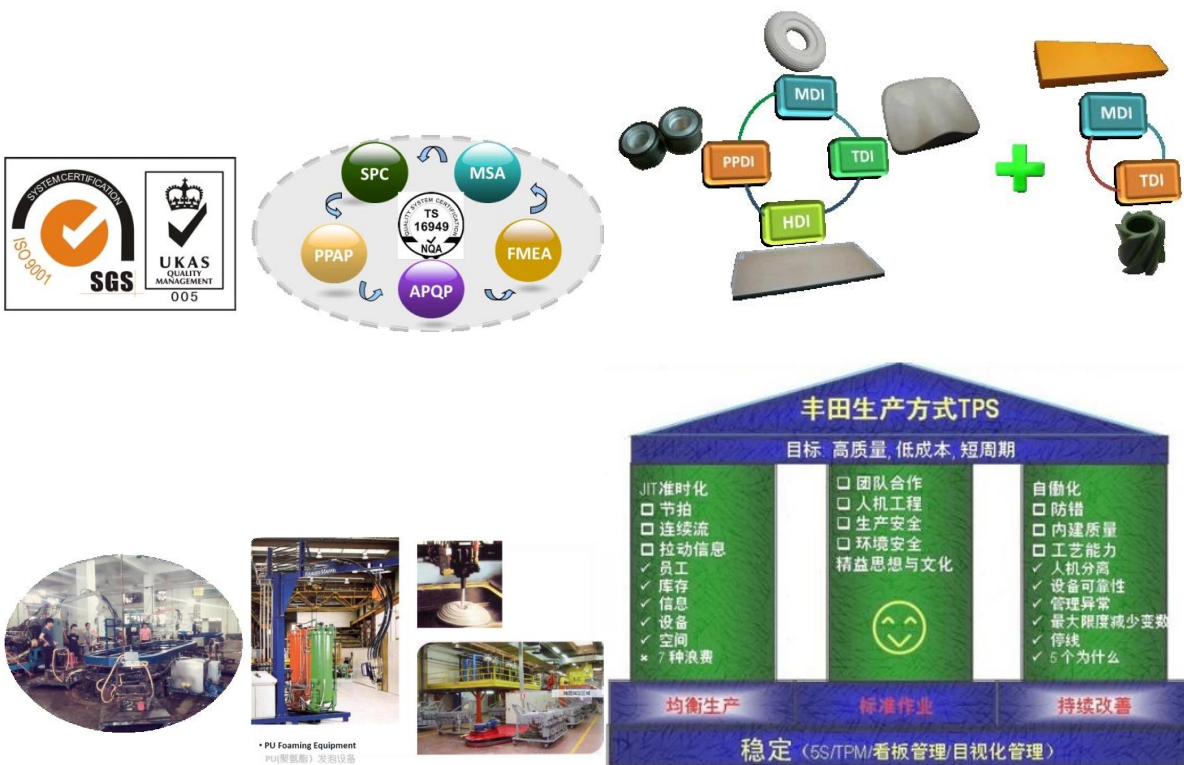 SYSTEM CERTIFICATION
ISO 9001
SGS
UKAS
QUALITY
MANAGEMENT
005
SPC
MSA
PPAP
FMEA
APQP
QUALITY SYSTEM CERTIFICATION
TS
16949
NQA
MDI
PPDI
TDI
HDI
MDI
TDI
• PU Foaming Equipment
PU(聚氨酯）发泡设备
丰田生产方式TPS
目标: 高质量, 低成本, 短周期
JIT准时化
□ 节拍
□ 连续流
□ 拉动信息
✓ 员工
✓ 库存
✓ 信息
✓ 设备
✓ 空间
× 7 种浪费
❑ 团队合作
❑ 人机工程
❑ 生产安全
❑ 环境安全
精益思想与文化
自働化
□ 防错
□ 内建质量
□ 工艺能力
✓ 人机分离
✓ 设备可靠性
✓ 管理异常
✓ 最大限度减少变数
✓ 停线
✓ 5 个为什么
均衡生产
标准作业
持续改善
稳定（5S/TPM/看板管理/目视化管理）